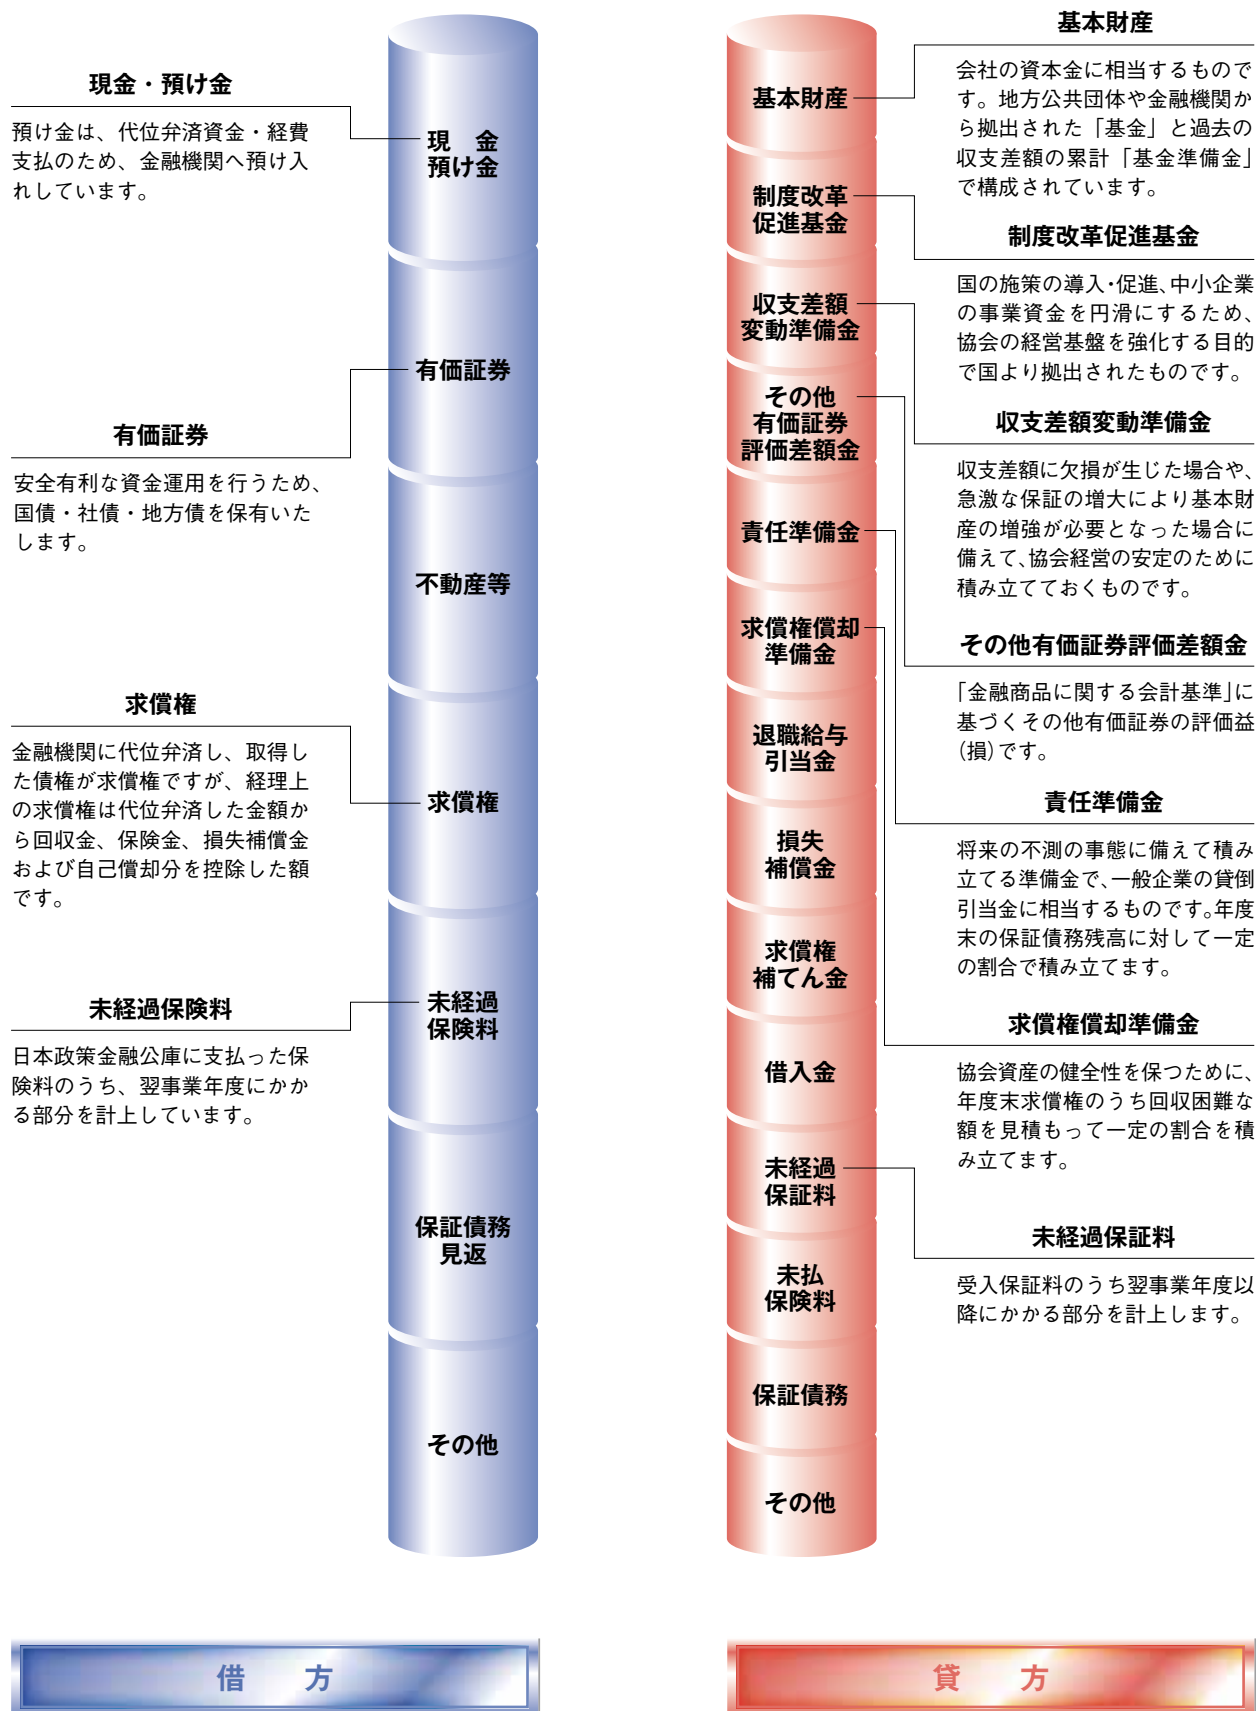 現金・預け金
預け金は、代位弁済資金・経費
支払のため、金融機関へ預け入
れしています。
有価証券
安全有利な資金運用を行うため、
国債・社債・地方債を保有いた
します。
求償権
金融機関に代位弁済し、取得し
た債権が求償権ですが、経理上
の求償権は代位弁済した金額か
ら回収金、保険金、損失補償金
および自己償却分を控除した額
です。
未経過保険料
日本政策金融公庫に支払った保
険料のうち、翌事業年度にかか
る部分を計上しています。
現　金
預け金
有価証券
不動産等
求償権
未経過
保険料
保証債務
見返
その他
借　方
基本財産
制度改革
促進基金
収支差額
変動準備金
その他
有価証券
評価差額金
責任準備金
求償権償却
準備金
退職給与
引当金
損失
補償金
求償権
補てん金
借入金
未経過
保証料
未払
保険料
保証債務
その他
貸　方
基本財産
会社の資本金に相当するもので
す。地方公共団体や金融機関か
ら拠出された「基金」と過去の
収支差額の累計「基金準備金」
で構成されています。
制度改革促進基金
国の施策の導入・促進、中小企業
の事業資金を円滑にするため、
協会の経営基盤を強化する目的
で国より拠出されたものです。
収支差額変動準備金
収支差額に欠損が生じた場合や、
急激な保証の増大により基本財
産の増強が必要となった場合に
備えて、協会経営の安定のために
積み立てておくものです。
その他有価証券評価差額金
「金融商品に関する会計基準」に
基づくその他有価証券の評価益
（損）です。
責任準備金
将来の不測の事態に備えて積み
立てる準備金で、一般企業の貸倒
引当金に相当するものです。年度
末の保証債務残高に対して一定
の割合で積み立てます。
求償権償却準備金
協会資産の健全性を保つために、
年度末求償権のうち回収困難な
額を見積もって一定の割合を積
み立てます。
未経過保証料
受入保証料のうち翌事業年度以
降にかかる部分を計上します。